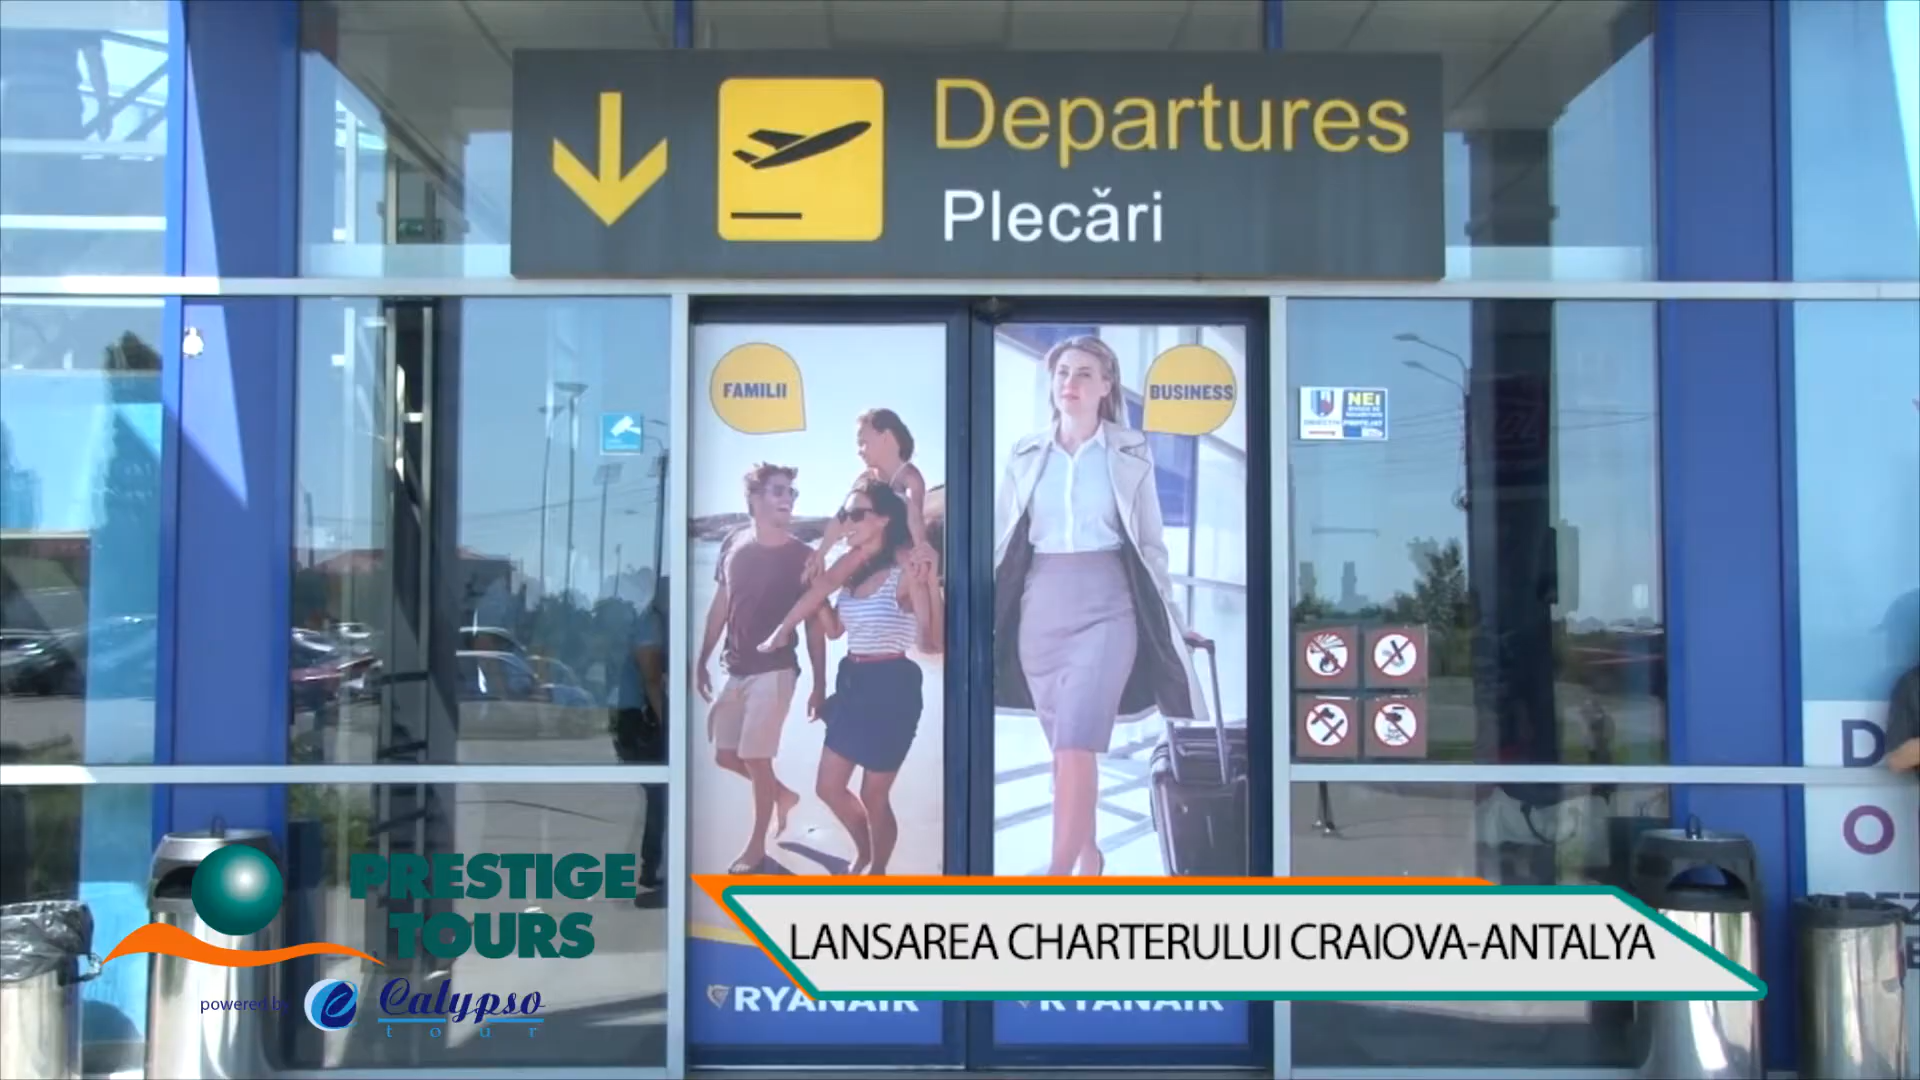 Departures
Plecări
FAMILII
BUSINESS
NEI
D
O
PRESTIGE
TOURS
powered by
Calypso
tour
LANSAREA CHARTERULUI CRAIOVA-ANTALYA
RYANAIR
RYANAIR